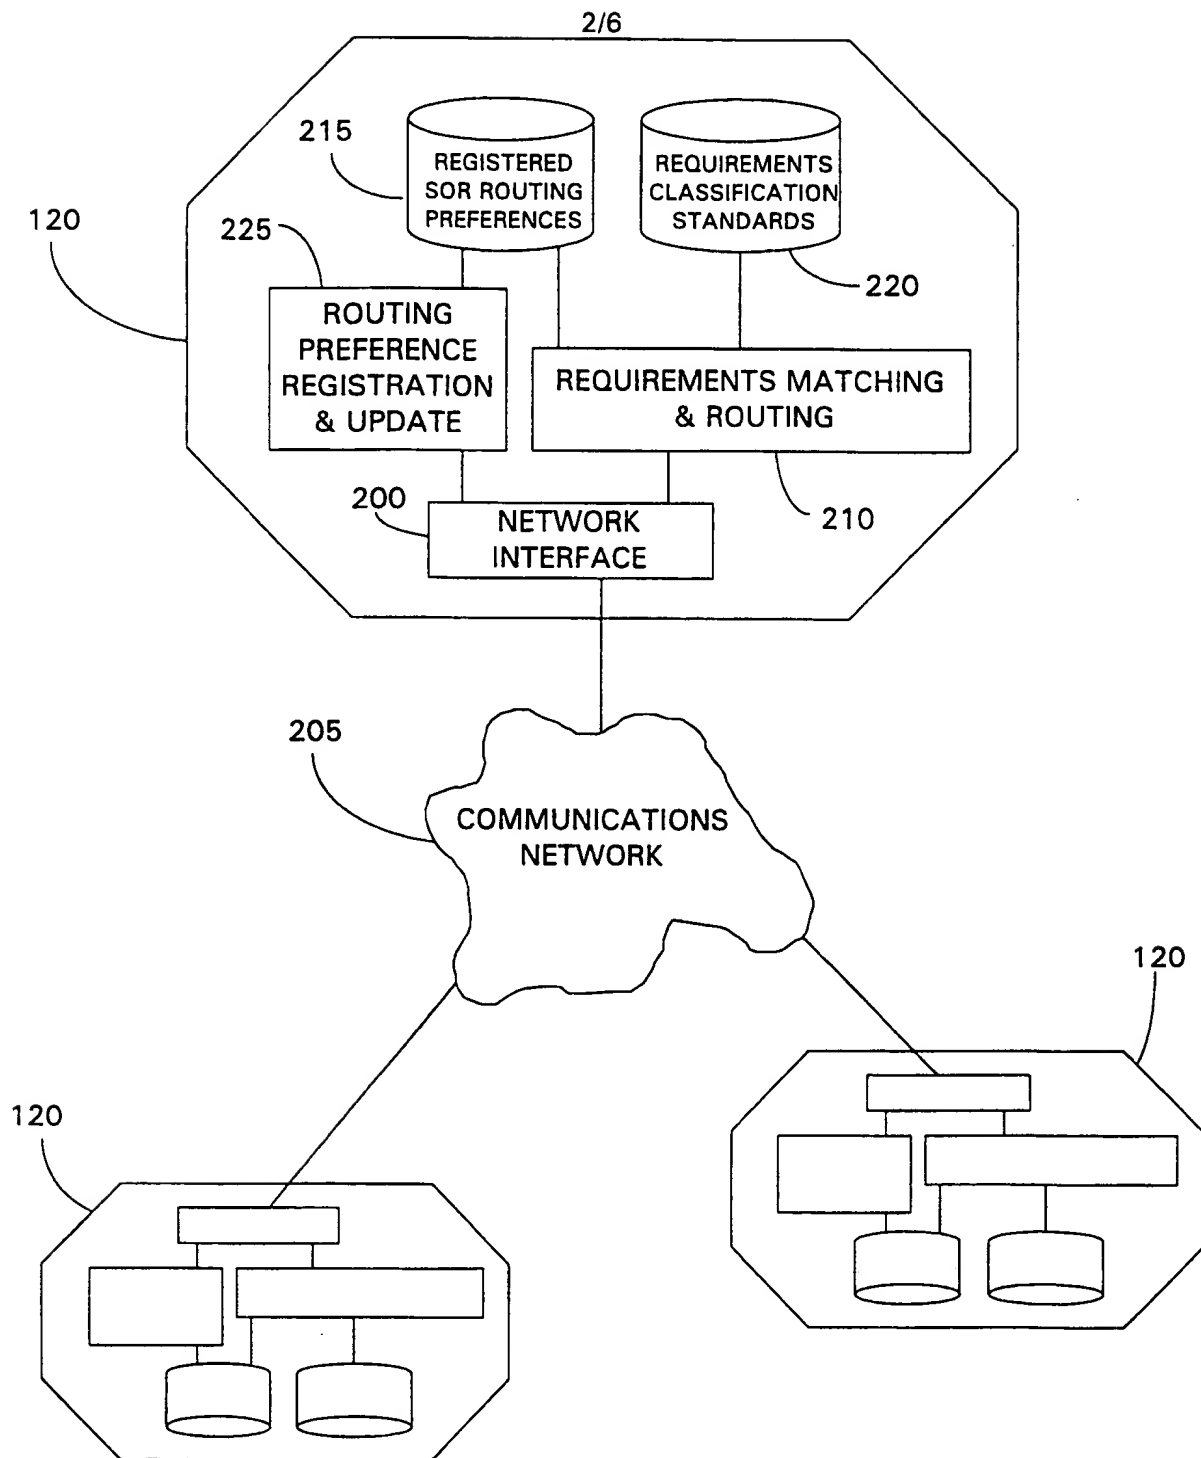 2/6
215
REGISTERED
SOR ROUTING
PREFERENCES
REQUIREMENTS
CLASSIFICATION
STANDARDS
120
225
220
ROUTING
PREFERENCE
REGISTRATION
& UPDATE
REQUIREMENTS MATCHING
& ROUTING
200
210
NETWORK
INTERFACE
205
COMMUNICATIONS
NETWORK
120
120